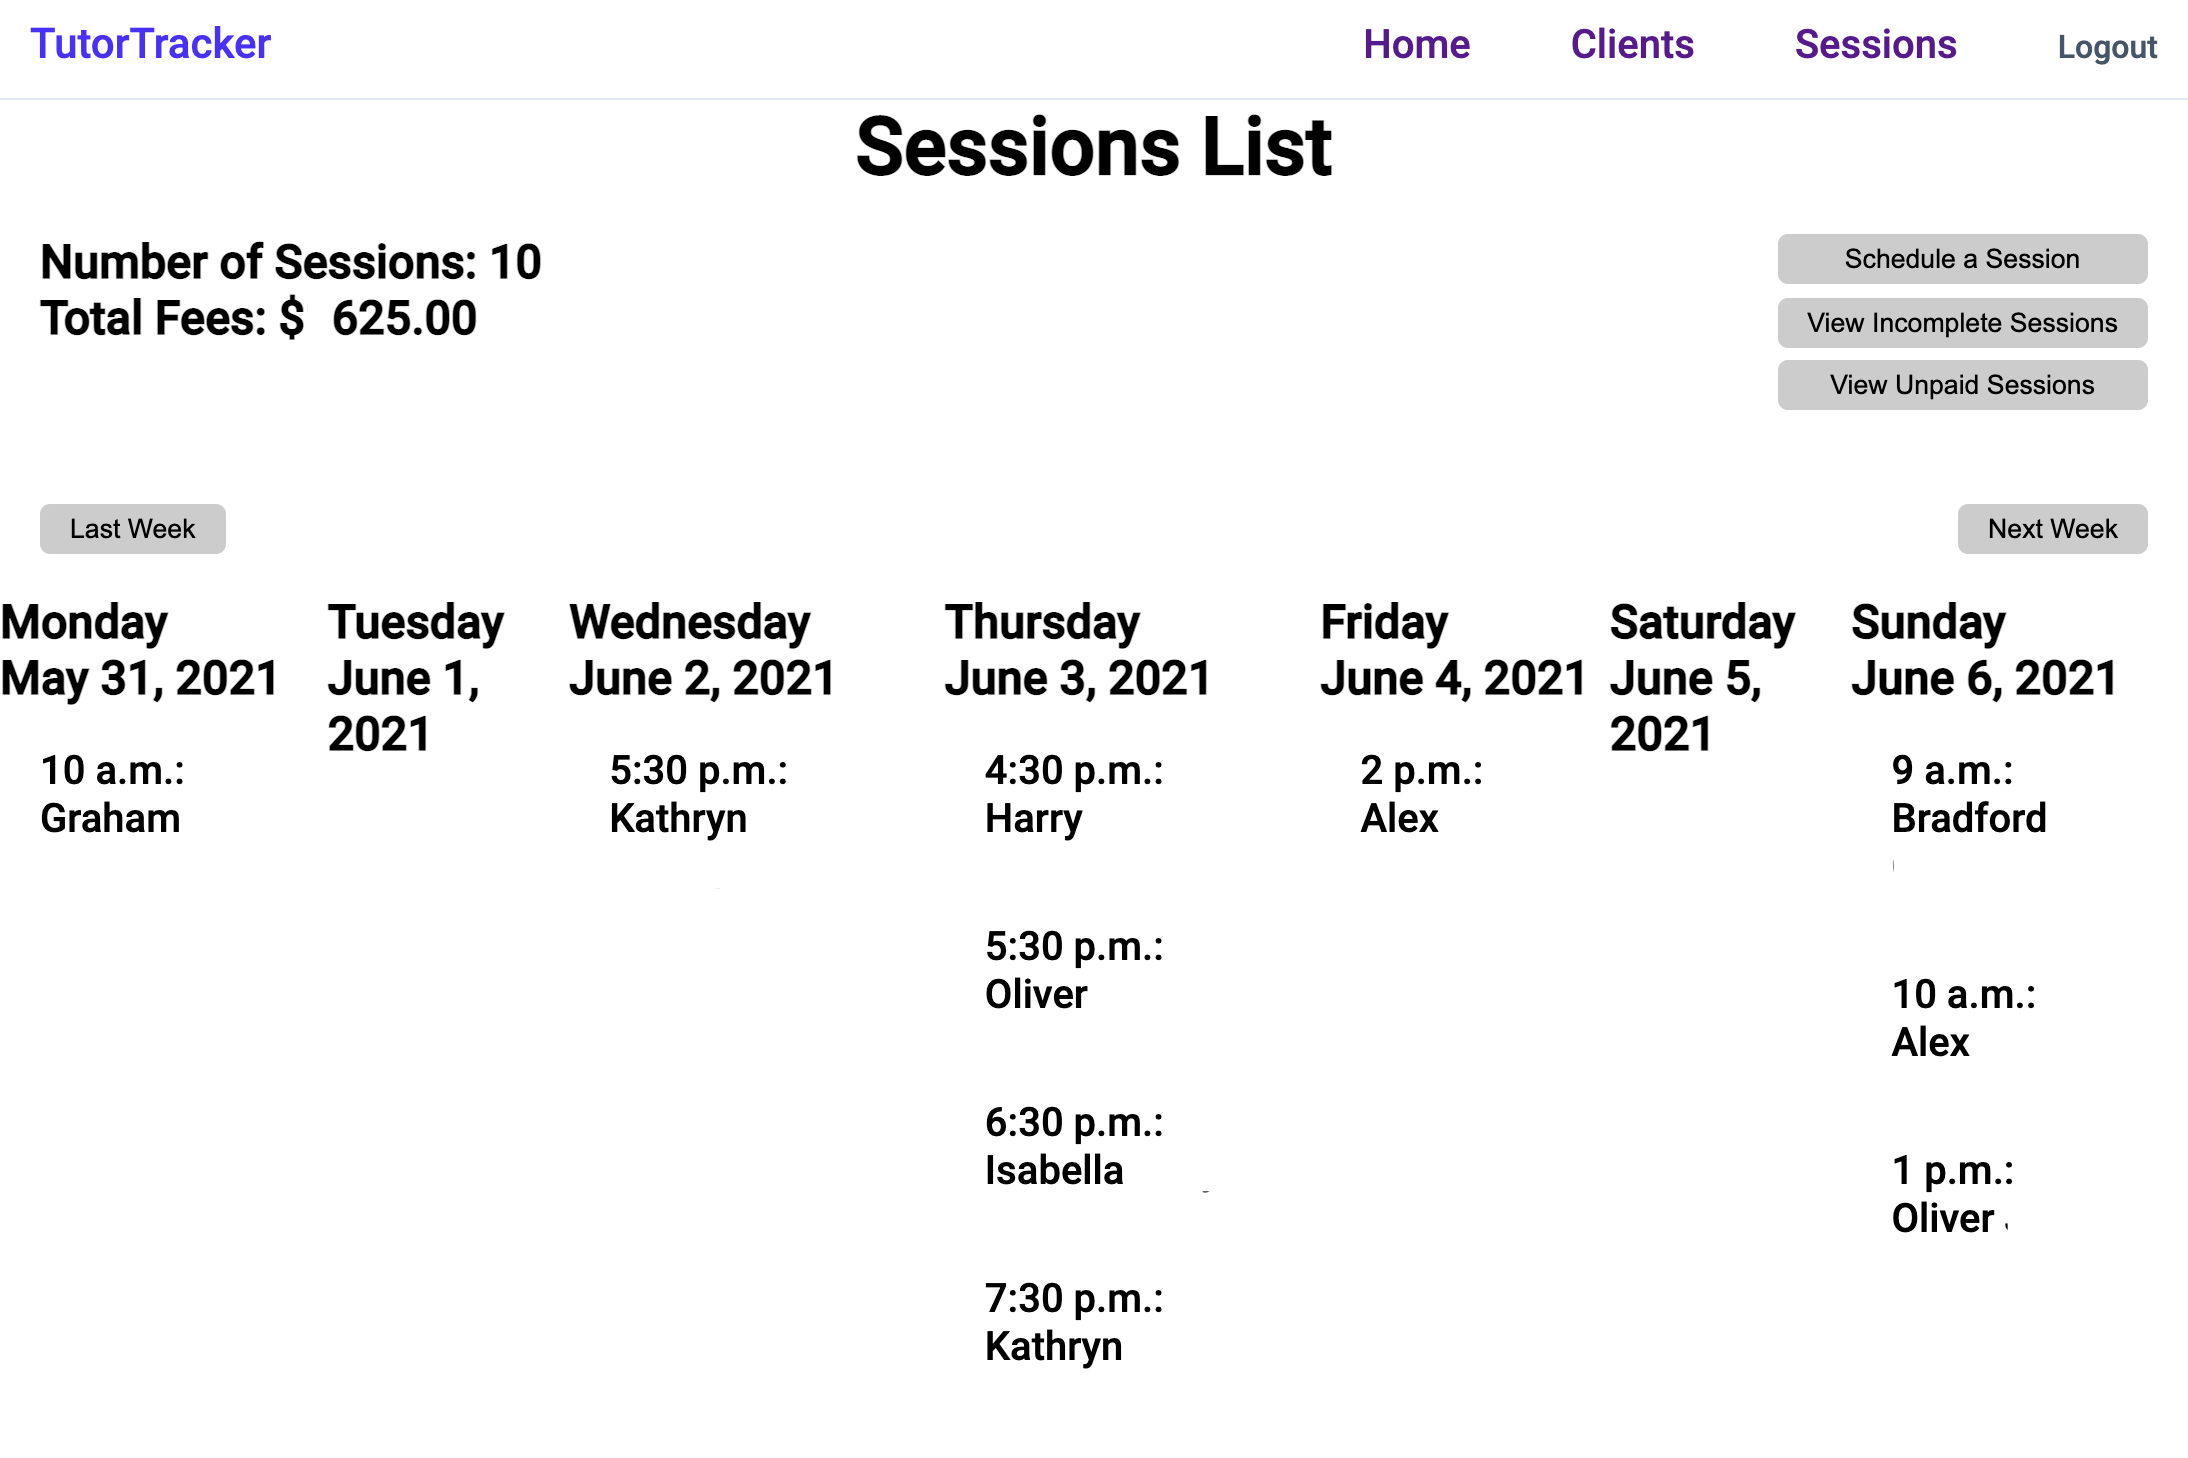 TutorTracker
Home
Clients
Sessions
Logout
Sessions List
Number of Sessions: 10
Total Fees: $ 625.00
Schedule a Session
View Incomplete Sessions
View Unpaid Sessions
Last Week
Next Week
Monday
May 31, 2021
10 a.m.:
Graham
Tuesday
June 1,
2021
Wednesday
June 2, 2021
5:30 p.m.:
Kathryn
Thursday
June 3, 2021
4:30 p.m.:
Harry
5:30 p.m.:
Oliver
6:30 p.m.:
Isabella
7:30 p.m.:
Kathryn
Friday
June 4, 2021
2 p.m.:
Alex
Saturday
June 5,
2021
Sunday
June 6, 2021
9 a.m.:
Bradford
10 a.m.:
Alex
1 p.m.:
Oliver